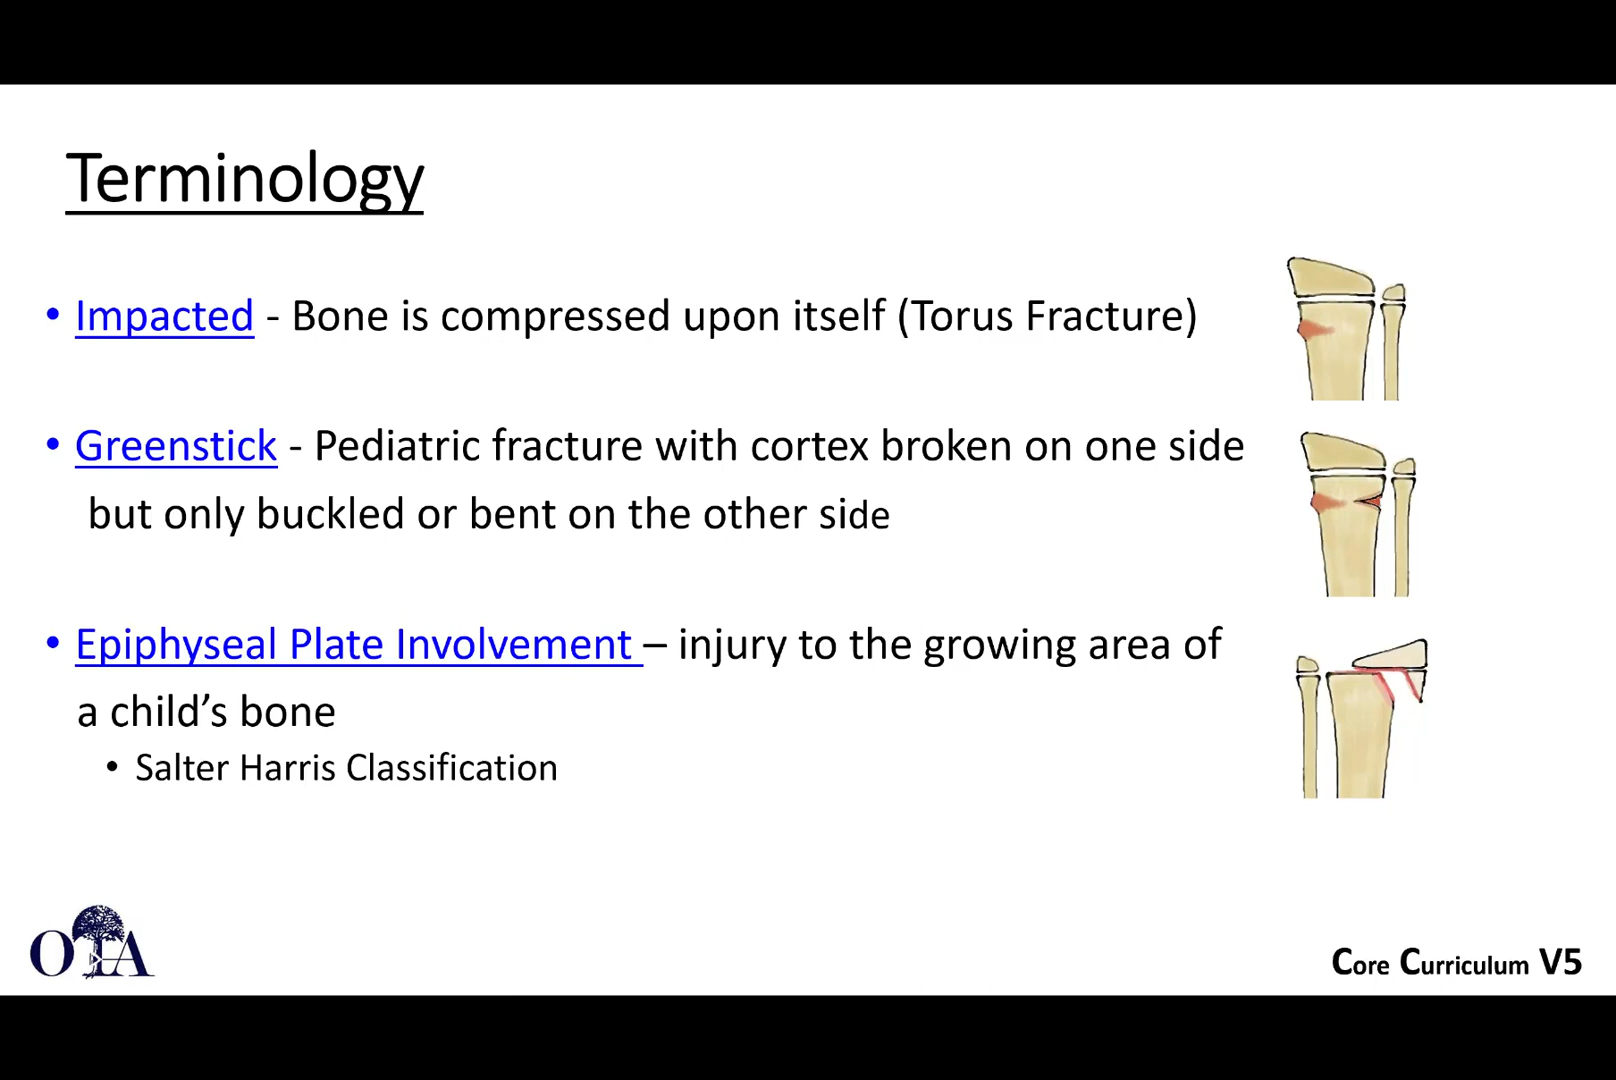 Terminology
• Impacted - Bone is compressed upon itself (Torus Fracture)
• Greenstick - Pediatric fracture with cortex broken on one side
but only buckled or bent on the other side
• Epiphyseal Plate Involvement – injury to the growing area of
a child’s bone
• Salter Harris Classification
OTA
Core Curriculum V5